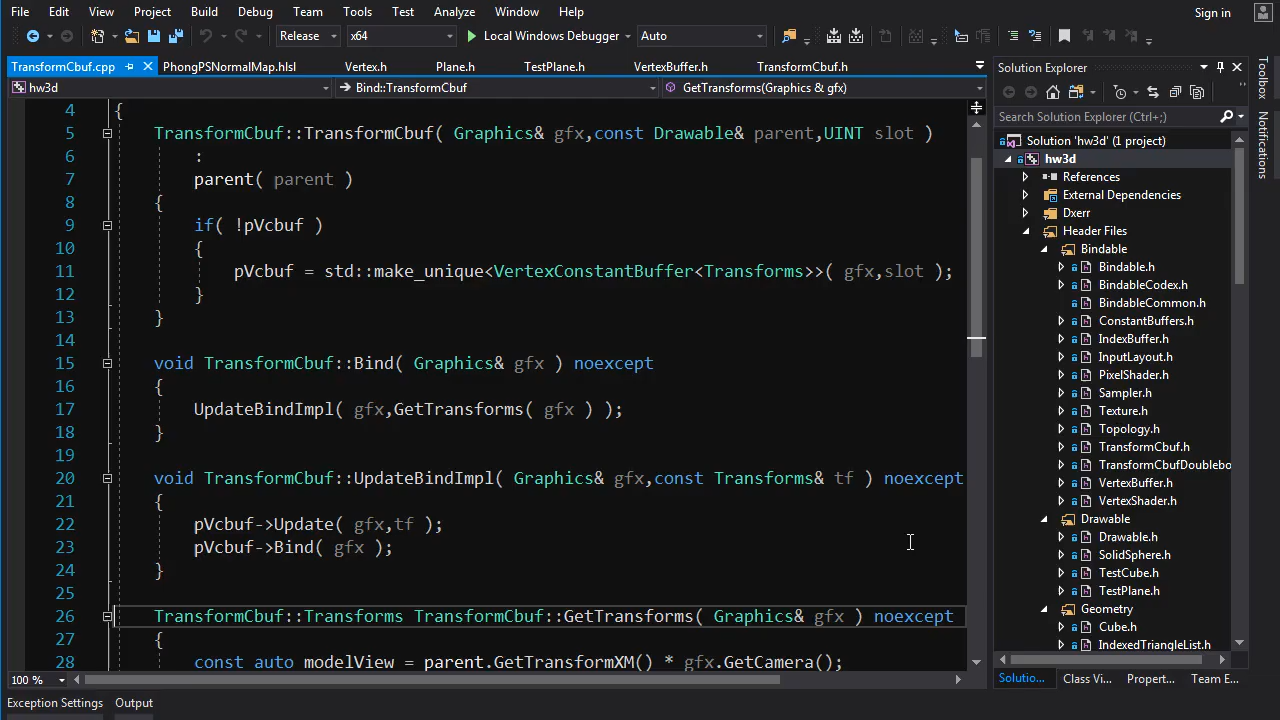 File Edit View Project Build Debug Team Tools Test Analyze Window Help Sign in
Release x64 Local Windows Debugger Auto
TransformCbuf.cpp PhongPSNormalMap.hlsl Vertex.h Plane.h TestPlane.h VertexBuffer.h TransformCbuf.h
hw3d Bind::TransformCbuf GetTransforms(Graphics & gfx)
4 {
5 TransformCbuf::TransformCbuf( Graphics& gfx,const Drawable& parent,UINT slot )
6 :
7 parent( parent )
8 {
9 if( !pVcbuf )
10 {
11 pVcbuf = std::make_unique<VertexConstantBuffer<Transforms>>( gfx,slot );
12 }
13 }
14
15 void TransformCbuf::Bind( Graphics& gfx ) noexcept
16 {
17 UpdateBindImpl( gfx,GetTransforms( gfx ) );
18 }
19
20 void TransformCbuf::UpdateBindImpl( Graphics& gfx,const Transforms& tf ) noexcept
21 {
22 pVcbuf->Update( gfx,tf );
23 pVcbuf->Bind( gfx );
24 }
25
26 TransformCbuf::Transforms TransformCbuf::GetTransforms( Graphics& gfx ) noexcept
27 {
28 const auto modelView = parent.GetTransformXM() * gfx.GetCamera();
100 %
Exception Settings Output
Solution Explorer
Search Solution Explorer (Ctrl+;)
Solution 'hw3d' (1 project)
hw3d
References
External Dependencies
Dxerr
Header Files
Bindable
Bindable.h
BindableCodex.h
BindableCommon.h
ConstantBuffers.h
IndexBuffer.h
InputLayout.h
PixelShader.h
Sampler.h
Texture.h
Topology.h
TransformCbuf.h
TransformCbufDoublebo
VertexBuffer.h
VertexShader.h
Drawable
Drawable.h
SolidSphere.h
TestCube.h
TestPlane.h
Geometry
Cube.h
IndexedTriangleList.h
Solutio... Class Vi... Propert... Team E...
Toolbox
Notifications